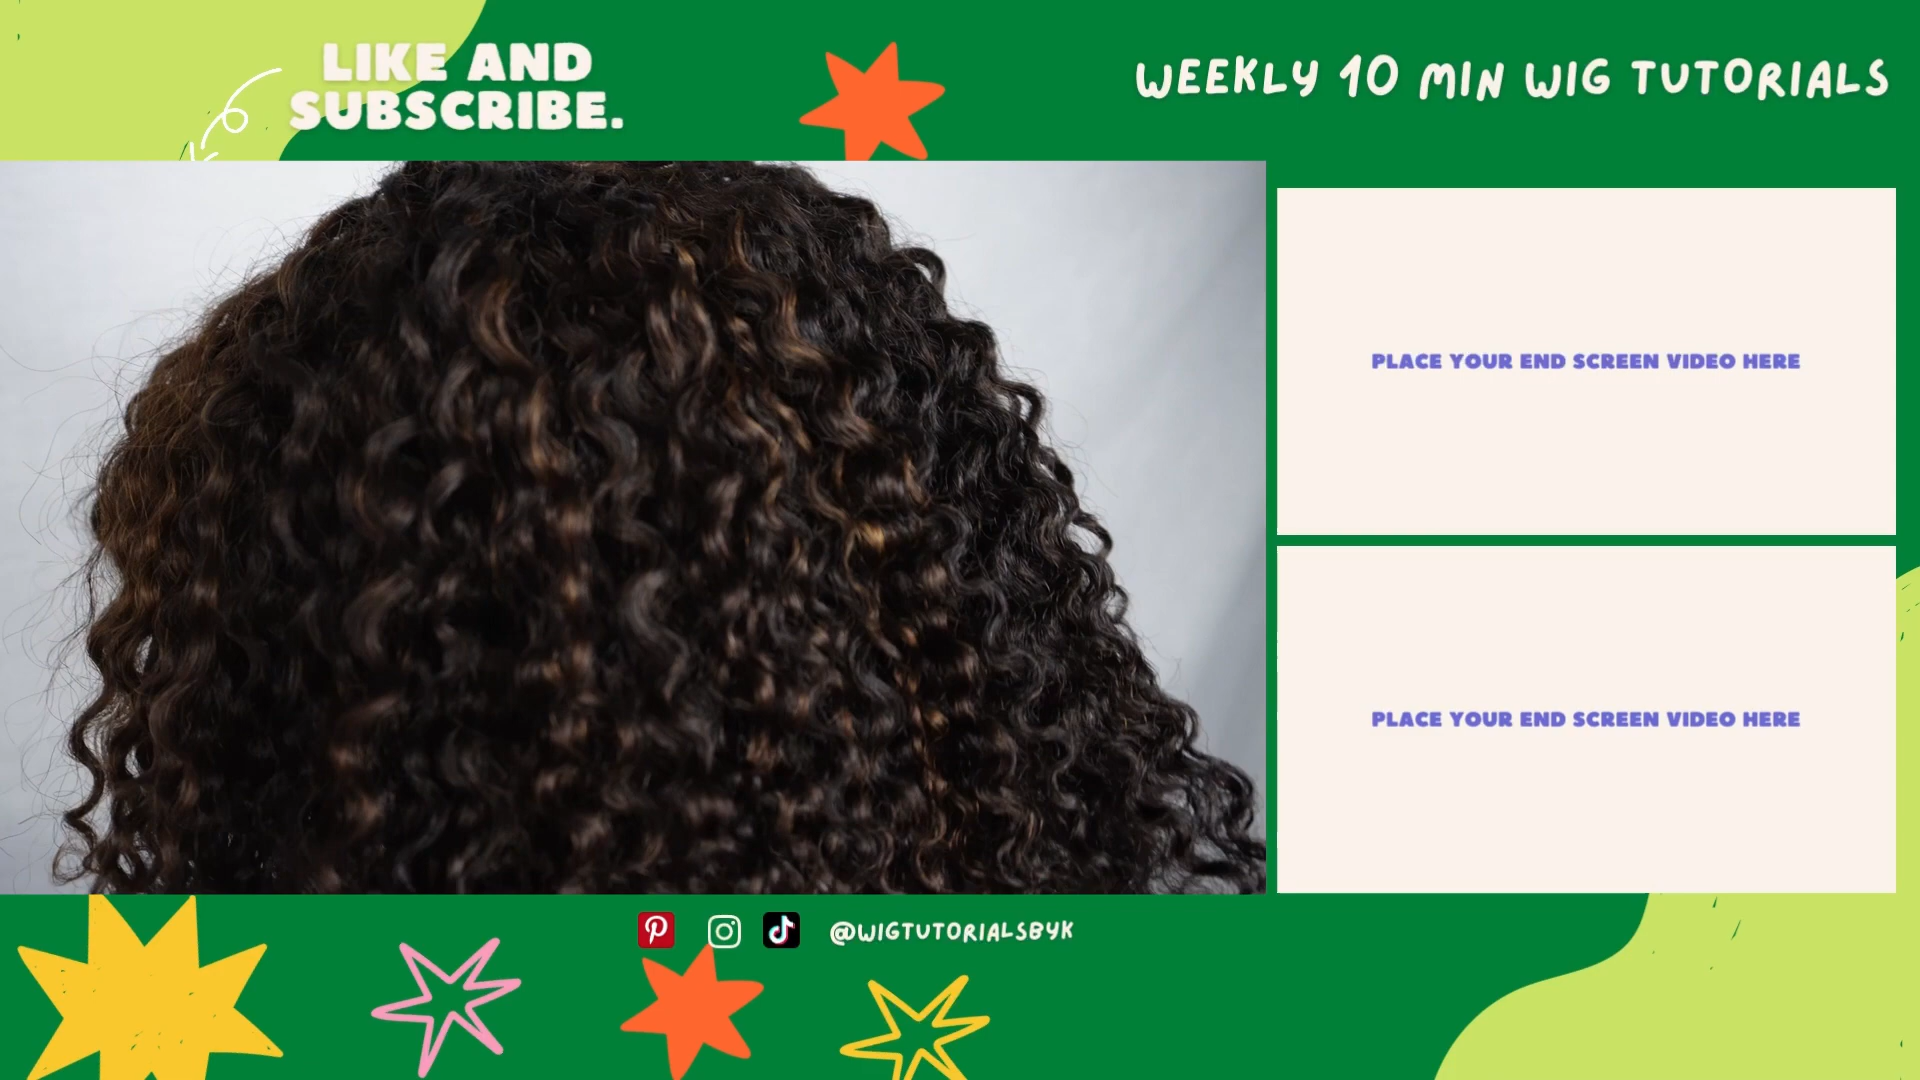 LIKE AND
SUBSCRIBE.
WEEKLY 10 MIN WIG TUTORIALS
PLACE YOUR END SCREEN VIDEO HERE
PLACE YOUR END SCREEN VIDEO HERE
@WIGTUTORIALSBYK